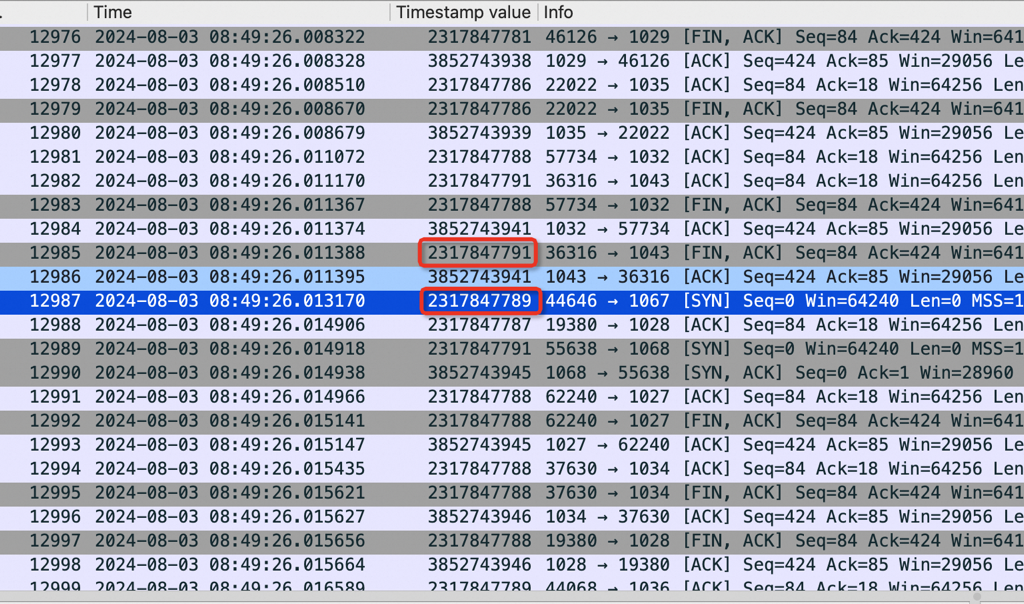 . Time Timestamp value Info
12976 2024-08-03 08:49:26.008322 2317847781 46126 → 1029 [FIN, ACK] Seq=84 Ack=424 Win=641
12977 2024-08-03 08:49:26.008328 3852743938 1029 → 46126 [ACK] Seq=424 Ack=85 Win=29056 Le
12978 2024-08-03 08:49:26.008510 2317847786 22022 → 1035 [ACK] Seq=84 Ack=18 Win=64256 Len
12979 2024-08-03 08:49:26.008670 2317847786 22022 → 1035 [FIN, ACK] Seq=84 Ack=424 Win=641
12980 2024-08-03 08:49:26.008679 3852743939 1035 → 22022 [ACK] Seq=424 Ack=85 Win=29056 Le
12981 2024-08-03 08:49:26.011072 2317847788 57734 → 1032 [ACK] Seq=84 Ack=18 Win=64256 Len
12982 2024-08-03 08:49:26.011170 2317847791 36316 → 1043 [ACK] Seq=84 Ack=18 Win=64256 Len
12983 2024-08-03 08:49:26.011367 2317847788 57734 → 1032 [FIN, ACK] Seq=84 Ack=424 Win=641
12984 2024-08-03 08:49:26.011374 3852743941 1032 → 57734 [ACK] Seq=424 Ack=85 Win=29056 Le
12985 2024-08-03 08:49:26.011388 2317847791 36316 → 1043 [FIN, ACK] Seq=84 Ack=424 Win=641
12986 2024-08-03 08:49:26.011395 3852743941 1043 → 36316 [ACK] Seq=424 Ack=85 Win=29056 Le
12987 2024-08-03 08:49:26.013170 2317847789 44646 → 1067 [SYN] Seq=0 Win=64240 Len=0 MSS=1
12988 2024-08-03 08:49:26.014906 2317847787 19380 → 1028 [ACK] Seq=84 Ack=18 Win=64256 Len
12989 2024-08-03 08:49:26.014918 2317847791 55638 → 1068 [SYN] Seq=0 Win=64240 Len=0 MSS=1
12990 2024-08-03 08:49:26.014938 3852743945 1068 → 55638 [SYN, ACK] Seq=0 Ack=1 Win=28960
12991 2024-08-03 08:49:26.014966 2317847788 62240 → 1027 [ACK] Seq=84 Ack=18 Win=64256 Len
12992 2024-08-03 08:49:26.015141 2317847788 62240 → 1027 [FIN, ACK] Seq=84 Ack=424 Win=641
12993 2024-08-03 08:49:26.015147 3852743945 1027 → 62240 [ACK] Seq=424 Ack=85 Win=29056 Le
12994 2024-08-03 08:49:26.015435 2317847788 37630 → 1034 [ACK] Seq=84 Ack=18 Win=64256 Len
12995 2024-08-03 08:49:26.015621 2317847788 37630 → 1034 [FIN, ACK] Seq=84 Ack=424 Win=641
12996 2024-08-03 08:49:26.015627 3852743946 1034 → 37630 [ACK] Seq=424 Ack=85 Win=29056 Le
12997 2024-08-03 08:49:26.015656 2317847788 19380 → 1028 [FIN, ACK] Seq=84 Ack=424 Win=641
12998 2024-08-03 08:49:26.015664 3852743946 1028 → 19380 [ACK] Seq=424 Ack=85 Win=29056 Le
12999 2024-08-03 08:49:26.016589 2317847789 44068 → 1036 [ACK] Seq=84 Ack=18 Win=64256 Len